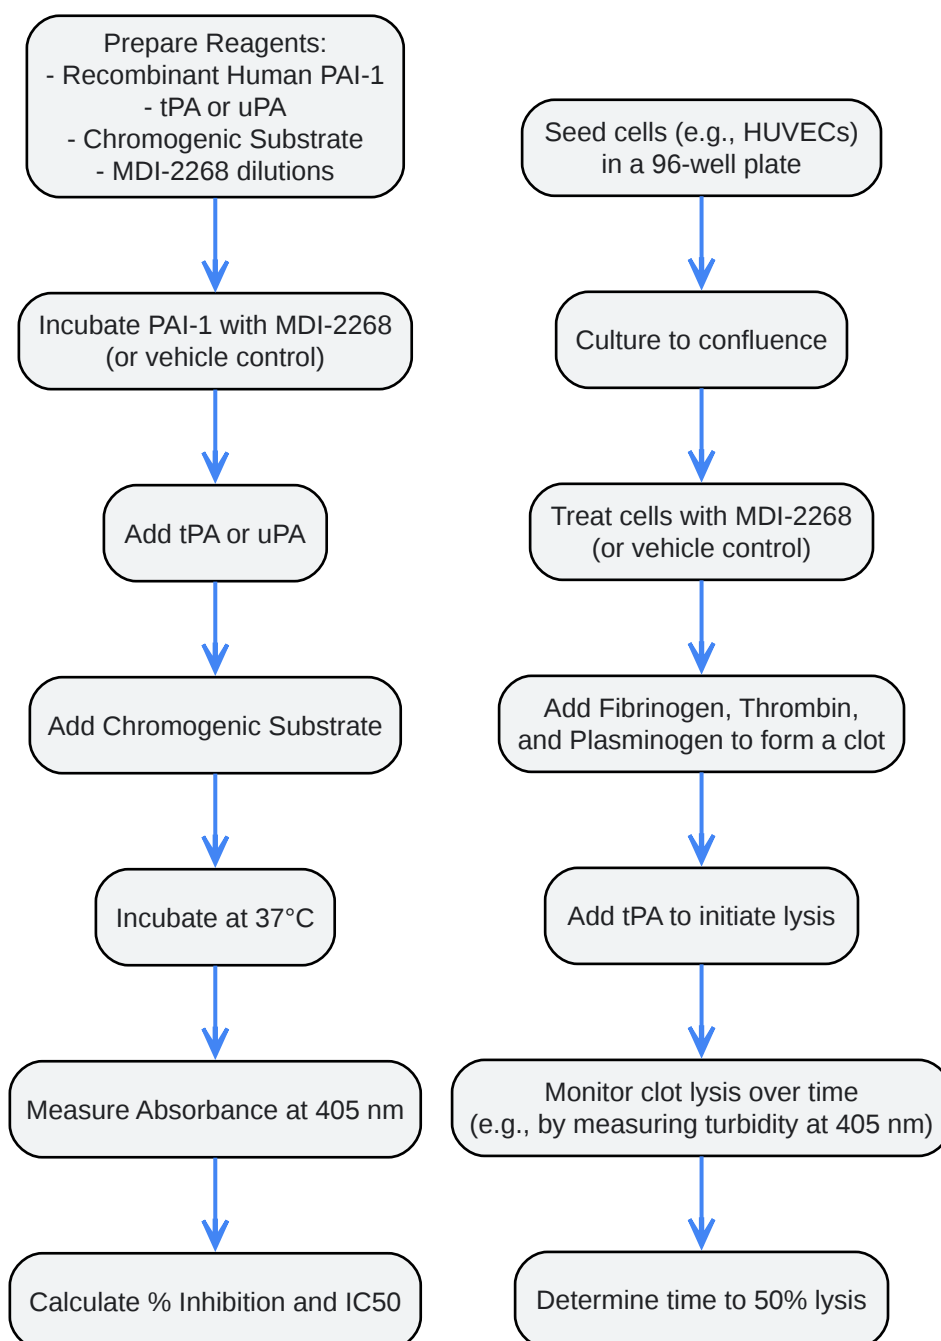 Prepare Reagents:
- Recombinant Human PAI-1
- tPA or uPA
- Chromogenic Substrate
- MDI-2268 dilutions
Incubate PAI-1 with MDI-2268
(or vehicle control)
Add tPA or uPA
Add Chromogenic Substrate
Incubate at 37°C
Measure Absorbance at 405 nm
Calculate % Inhibition and IC50
Seed cells (e.g., HUVECs)
in a 96-well plate
Culture to confluence
Treat cells with MDI-2268
(or vehicle control)
Add Fibrinogen, Thrombin,
and Plasminogen to form a clot
Add tPA to initiate lysis
Monitor clot lysis over time
(e.g., by measuring turbidity at 405 nm)
Determine time to 50% lysis